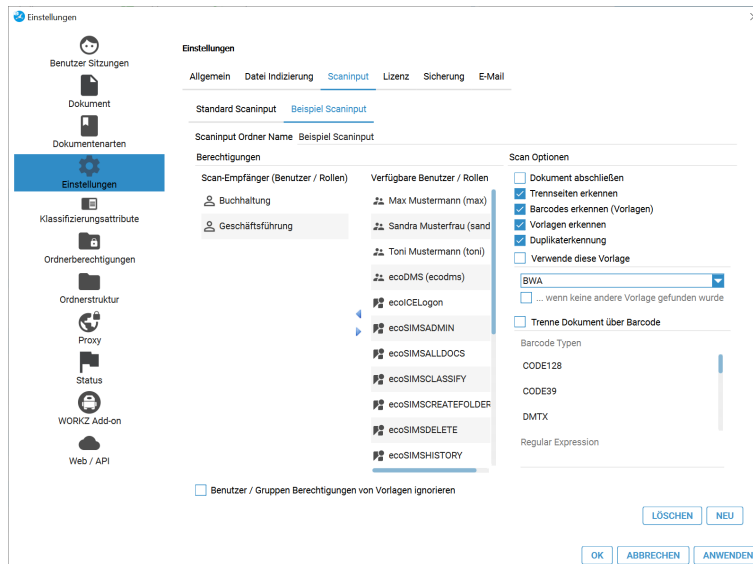 Einstellungen
Benutzer Sitzungen
Dokument
Dokumentenarten
Einstellungen
Klassifizierungsattribute
Ordnerberechtigungen
Ordnerstruktur
Proxy
Status
WORKZ Add-on
Web / API
Einstellungen
Allgemein Datei Indizierung Scaninput Lizenz Sicherung E-Mail
Standard Scaninput Beispiel Scaninput
Scaninput Ordner Name Beispiel Scaninput
Berechtigungen
Scan-Empfänger (Benutzer / Rollen)
Buchhaltung
Geschäftsführung
Verfügbare Benutzer / Rollen
Max Mustermann (max)
Sandra Musterfrau (sand
Toni Mustermann (toni)
ecoDMS (ecodms)
ecoICELogon
ecoSIMSADMIN
ecoSIMSALLDOCS
ecoSIMSCLASSIFY
ecoSIMSCREATEFOLDER
ecoSIMSDELETE
ecoSIMSHISTORY
Scan Optionen
Dokument abschließen
Trennseiten erkennen
Barcodes erkennen (Vorlagen)
Vorlagen erkennen
Duplikaterkennung
Verwende diese Vorlage
BWA
... wenn keine andere Vorlage gefunden wurde
Trenne Dokument über Barcode
Barcode Typen
CODE128
CODE39
DMTX
Regular Expression
Benutzer / Gruppen Berechtigungen von Vorlagen ignorieren
LÖSCHEN NEU
OK ABBRECHEN ANWENDEN